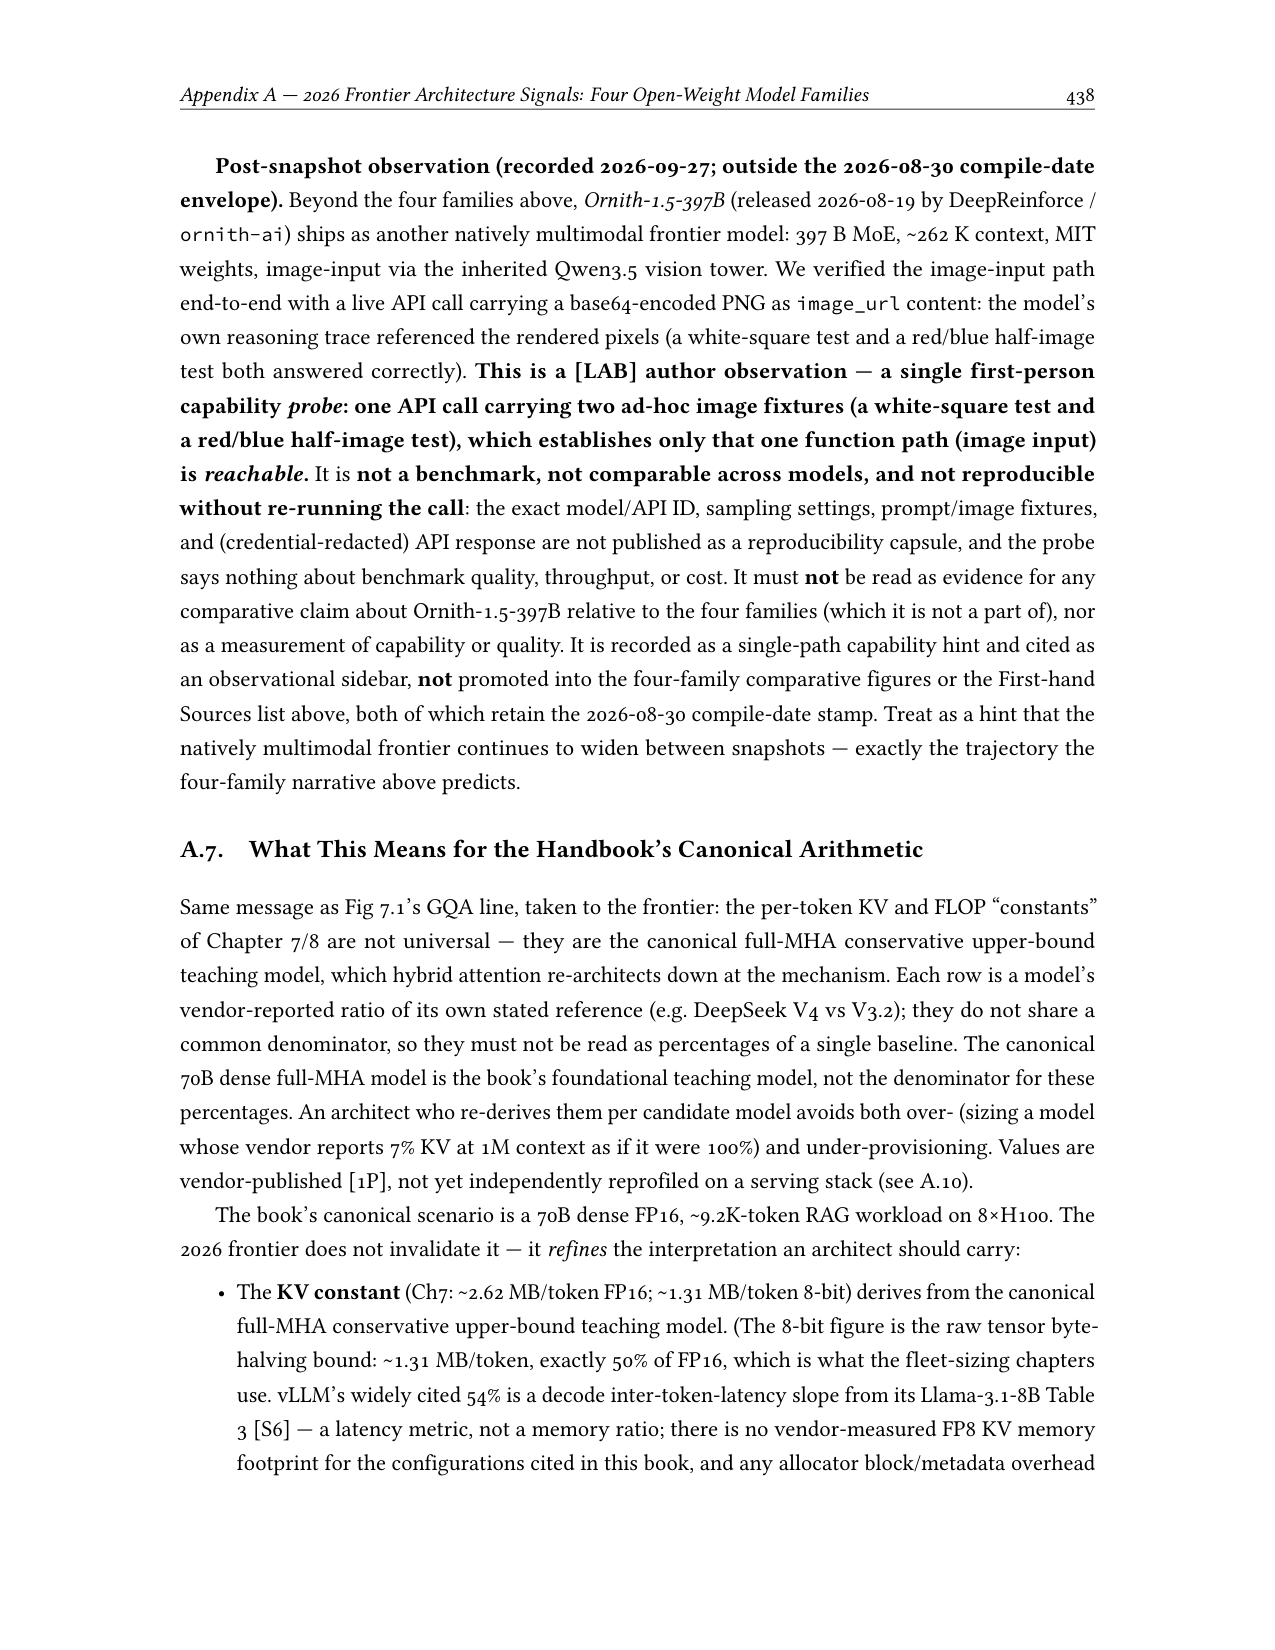 Appendix A — 2026 Frontier Architecture Signals: Four Open-Weight Model Families 438
Post-snapshot observation (recorded 2026-09-27; outside the 2026-08-30 compile-date
envelope). Beyond the four families above, Ornith-1.5-397B (released 2026-08-19 by DeepReinforce /
ornith-ai) ships as another natively multimodal frontier model: 397 B MoE, ~262 K context, MIT
weights, image-input via the inherited Qwen3.5 vision tower. We verified the image-input path
end-to-end with a live API call carrying a base64-encoded PNG as image_url content: the model’s
own reasoning trace referenced the rendered pixels (a white-square test and a red/blue half-image
test both answered correctly). This is a [LAB] author observation — a single first-person
capability probe: one API call carrying two ad-hoc image fixtures (a white-square test and
a red/blue half-image test), which establishes only that one function path (image input)
is reachable. It is not a benchmark, not comparable across models, and not reproducible
without re-running the call: the exact model/API ID, sampling settings, prompt/image fixtures,
and (credential-redacted) API response are not published as a reproducibility capsule, and the probe
says nothing about benchmark quality, throughput, or cost. It must not be read as evidence for any
comparative claim about Ornith-1.5-397B relative to the four families (which it is not a part of), nor
as a measurement of capability or quality. It is recorded as a single-path capability hint and cited as
an observational sidebar, not promoted into the four-family comparative figures or the First-hand
Sources list above, both of which retain the 2026-08-30 compile-date stamp. Treat as a hint that the
natively multimodal frontier continues to widen between snapshots — exactly the trajectory the
four-family narrative above predicts.
A.7. What This Means for the Handbook’s Canonical Arithmetic
Same message as Fig 7.1’s GQA line, taken to the frontier: the per-token KV and FLOP “constants”
of Chapter 7/8 are not universal — they are the canonical full-MHA conservative upper-bound
teaching model, which hybrid attention re-architects down at the mechanism. Each row is a model’s
vendor-reported ratio of its own stated reference (e.g. DeepSeek V4 vs V3.2); they do not share a
common denominator, so they must not be read as percentages of a single baseline. The canonical
70B dense full-MHA model is the book’s foundational teaching model, not the denominator for these
percentages. An architect who re-derives them per candidate model avoids both over- (sizing a model
whose vendor reports 7% KV at 1M context as if it were 100%) and under-provisioning. Values are
vendor-published [1P], not yet independently reprofiled on a serving stack (see A.10).
The book’s canonical scenario is a 70B dense FP16, ~9.2K-token RAG workload on 8×H100. The
2026 frontier does not invalidate it — it refines the interpretation an architect should carry:
• The KV constant (Ch7: ~2.62 MB/token FP16; ~1.31 MB/token 8-bit) derives from the canonical
full-MHA conservative upper-bound teaching model. (The 8-bit figure is the raw tensor byte-
halving bound: ~1.31 MB/token, exactly 50% of FP16, which is what the fleet-sizing chapters
use. vLLM’s widely cited 54% is a decode inter-token-latency slope from its Llama-3.1-8B Table
3 [S6] — a latency metric, not a memory ratio; there is no vendor-measured FP8 KV memory
footprint for the configurations cited in this book, and any allocator block/metadata overhead